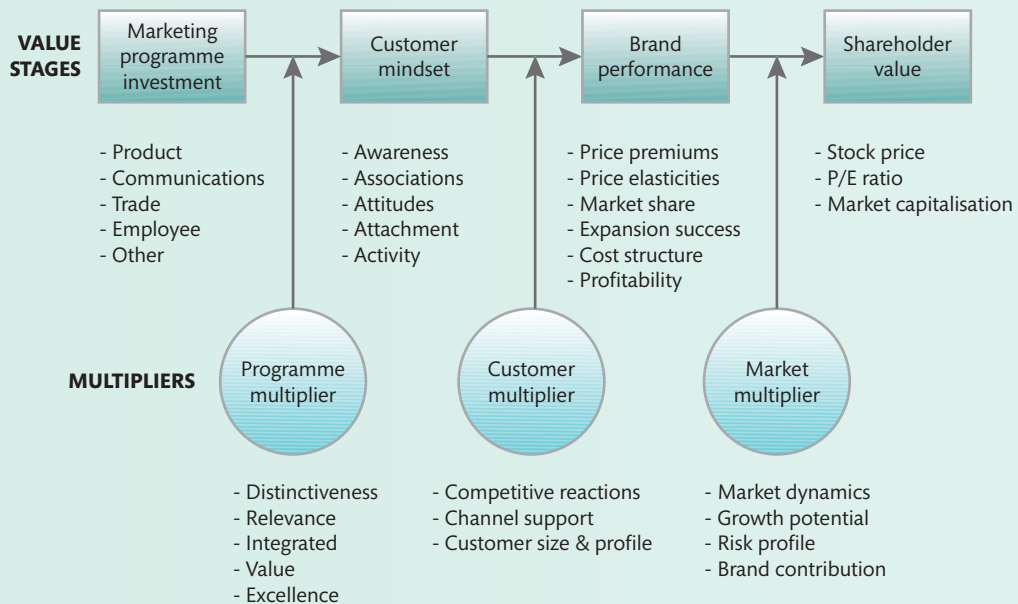 VALUE
STAGES
Marketing
programme
investment
Customer
mindset
Brand
performance
Shareholder
value
- Product
- Communications
- Trade
- Employee
- Other
- Awareness
- Associations
- Attitudes
- Attachment
- Activity
- Price premiums
- Price elasticities
- Market share
- Expansion success
- Cost structure
- Profitability
- Stock price
- P/E ratio
- Market capitalisation
MULTIPLIERS
Programme
multiplier
Customer
multiplier
Market
multiplier
- Distinctiveness
- Relevance
- Integrated
- Value
- Excellence
- Competitive reactions
- Channel support
- Customer size & profile
- Market dynamics
- Growth potential
- Risk profile
- Brand contribution